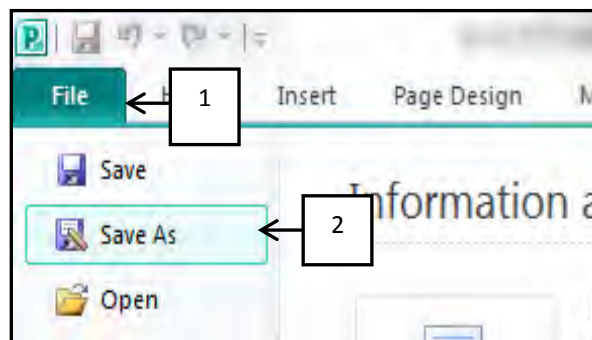 File H Insert Page Design M
1
Save
Information a
Save As
2
Open